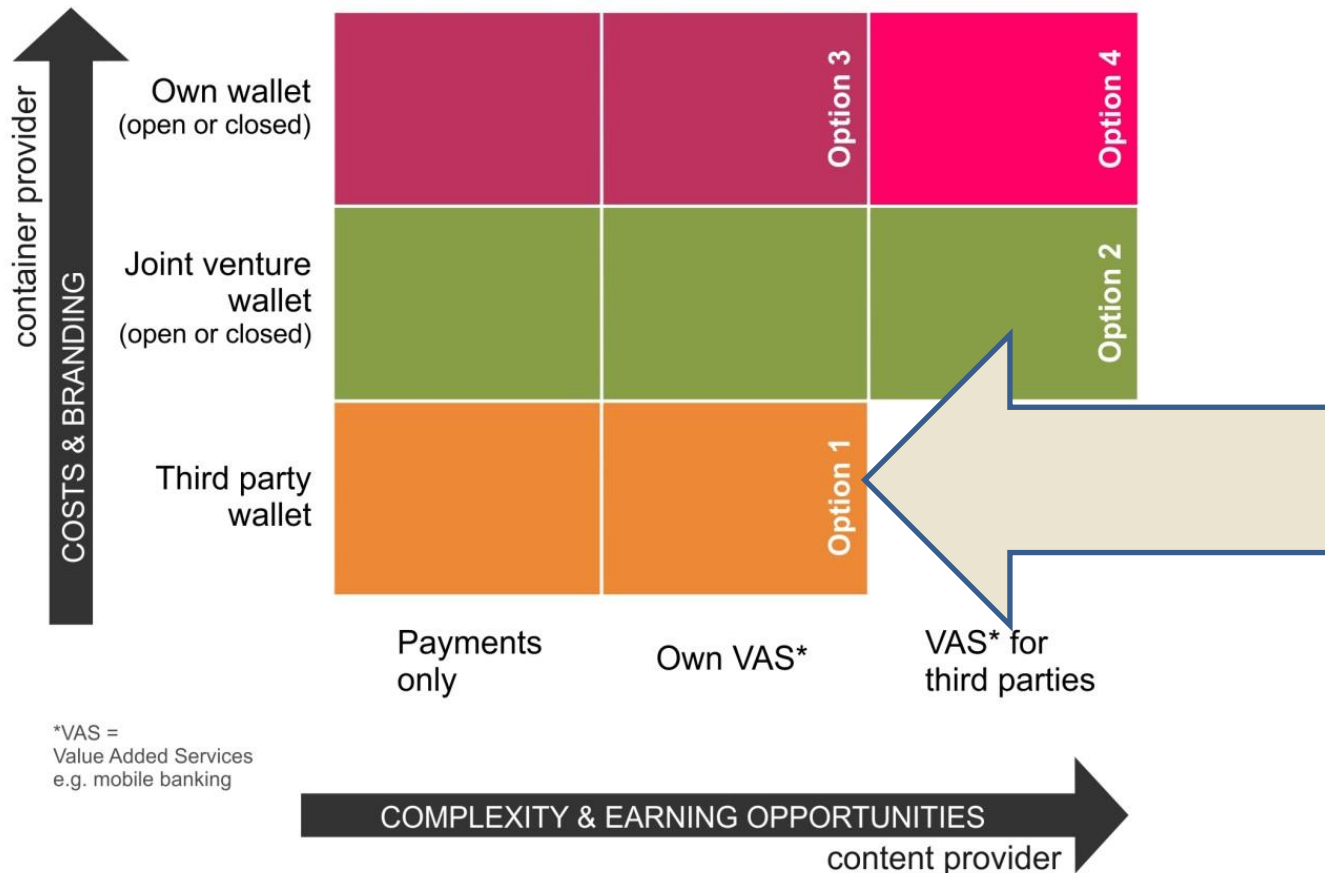 container provider
COSTS & BRANDING
Own wallet
(open or closed)
Option 3
Option 4
Joint venture
wallet
(open or closed)
Option 2
Third party
wallet
Option 1
Payments
only
Own VAS*
VAS* for
third parties
*VAS =
Value Added Services
e.g. mobile banking
COMPLEXITY & EARNING OPPORTUNITIES
content provider